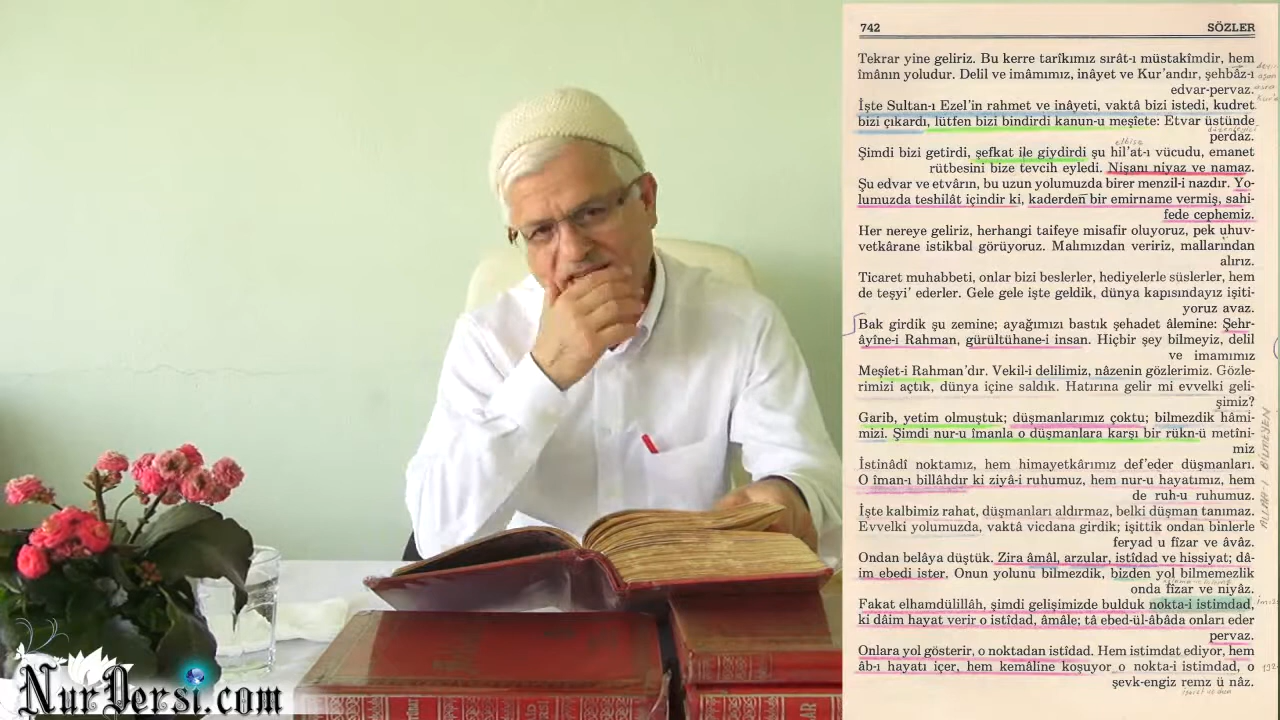 742 SÖZLER
Tekrar yine geliriz. Bu kerre tarîkımız sırât-ı müstakîmdir, hem
îmânın yoludur. Delil ve imâmımız, inâyet ve Kur'andır, şehbâz-ı
edvar-pervaz.
İşte Sultan-ı Ezel'in rahmet ve inâyeti, vaktâ bizi istedi, kudret
bizi çıkardı, lütfen bizi bindirdi kanun-u meşîete: Etvar üstünde
perdaz.
Şimdi bizi getirdi, şefkat ile giydirdi şu hil'at-ı vücudu, emanet
rütbesini bize tevcih eyledi. Nişanı niyaz ve namaz.
Şu edvar ve etvârın, bu uzun yolumuzda birer menzil-i nazdır. Yo-
lumuzda teshilât içindir ki, kaderden bir emirname vermiş, sahi-
fede cephemiz.
Her nereye geliriz, herhangi taifeye misafir oluyoruz, pek uhuv-
vetkârane istikbal görüyoruz. Malımızdan veririz, mallarından
alırız.
Ticaret muhabbeti, onlar bizi beslerler, hediyelerle süslerler, hem
de teşyi' ederler. Gele gele işte geldik, dünya kapısındayız işiti-
yoruz avaz.
Bak girdik şu zemine; ayağımızı bastık şehadet âlemine: Şehr-
âyîne-i Rahman, gürültühane-i insan. Hiçbir şey bilmeyiz, delil
ve imamımız
Meşîet-i Rahman'dır. Vekil-i delilimiz, nâzenin gözlerimiz. Gözle-
rimizi açtık, dünya içine saldık. Hatırına gelir mi evvelki geli-
şimiz?
Garib, yetim olmuştuk; düşmanlarımız çoktu; bilmezdik hâmi-
mizi. Şimdi nur-u îmanla o düşmanlara karşı bir rükn-ü metîni-
miz
İstinâdî noktamız, hem himayetkârımız def'eder düşmanları.
O îman-ı billâhdır ki ziyâ-i ruhumuz, hem nur-u hayatımız, hem
de ruh-u ruhumuz.
İşte kalbimiz rahat, düşmanları aldırmaz, belki düşman tanımaz.
Evvelki yolumuzda, vaktâ vicdana girdik; işittik ondan binlerle
feryad u fîzar ve âvâz.
Ondan belâya düştük. Zira âmâl, arzular, istîdad ve hissiyat; dâ-
im ebedi ister. Onun yolunu bilmezdik, bizden yol bilmemezlik
onda fîzar ve niyâz.
Fakat elhamdülillâh, şimdi gelişimizde bulduk nokta-i istimdad,
ki dâim hayat verir o istîdad, âmâle; tâ ebed-ül-âbâda onları eder
pervaz.
Onlara yol gösterir, o noktadan istîdad. Hem istimdat ediyor, hem
âb-ı hayatı içer, hem kemâline koşuyor o nokta-i istimdad, o
şevk-engiz remz ü nâz.
NurDersi.com